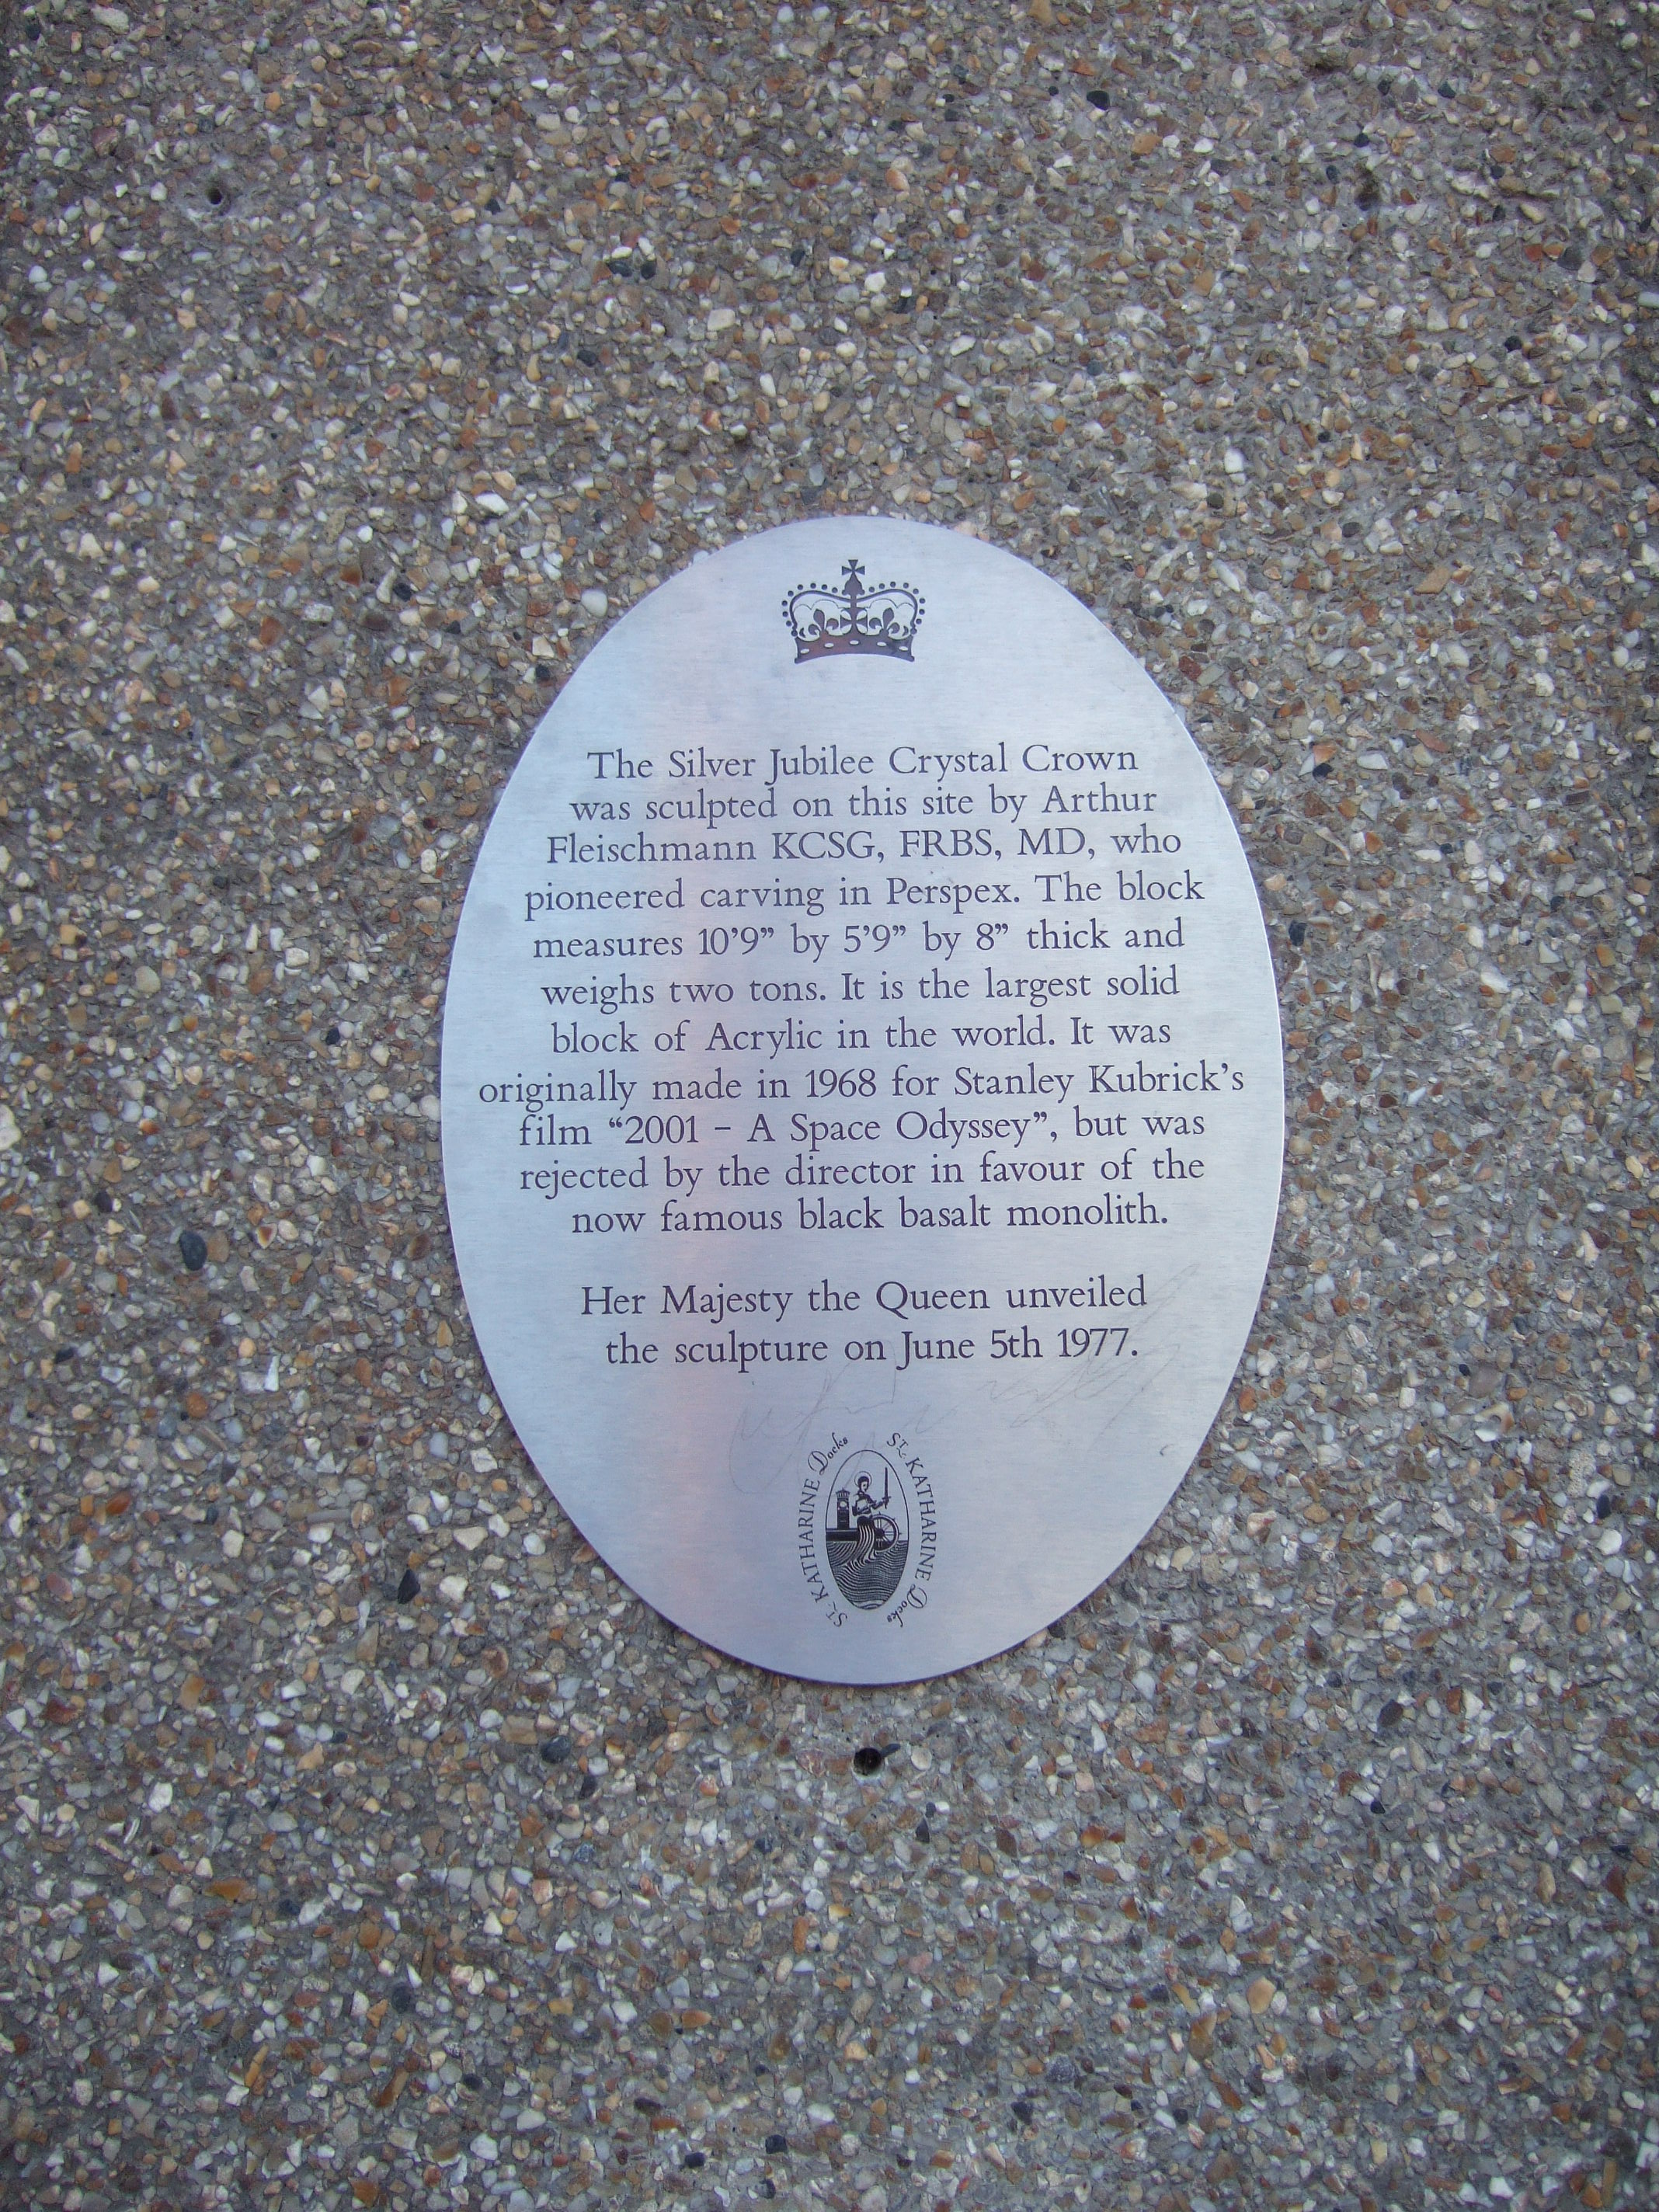 The Silver Jubilee Crystal Crown
was sculpted on this site by Arthur
Fleischmann KCSG, FRBS, MD, who
pioneered carving in Perspex. The block
measures 10’9” by 5’9” by 8” thick and
weighs two tons. It is the largest solid
block of Acrylic in the world. It was
originally made in 1968 for Stanley Kubrick’s
film “2001 – A Space Odyssey”, but was
rejected by the director in favour of the
now famous black basalt monolith.
Her Majesty the Queen unveiled
the sculpture on June 5th 1977.
ST. KATHARINE Docks
ST. KATHARINE Docks